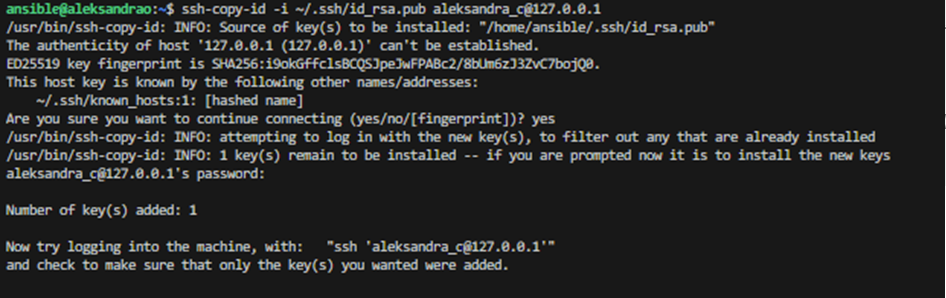 ansible@aleksandrao:~$ ssh-copy-id -i ~/.ssh/id_rsa.pub aleksandra_c@127.0.0.1
/usr/bin/ssh-copy-id: INFO: Source of key(s) to be installed: "/home/ansible/.ssh/id_rsa.pub"
The authenticity of host '127.0.0.1 (127.0.0.1)' can't be established.
ED25519 key fingerprint is SHA256:i9okGffclsBCQSJpeJwFPABc2/8bUm6zJ3ZvC7bojQ0.
This host key is known by the following other names/addresses:
    ~/.ssh/known_hosts:1: [hashed name]
Are you sure you want to continue connecting (yes/no/[fingerprint])? yes
/usr/bin/ssh-copy-id: INFO: attempting to log in with the new key(s), to filter out any that are already installed
/usr/bin/ssh-copy-id: INFO: 1 key(s) remain to be installed -- if you are prompted now it is to install the new keys
aleksandra_c@127.0.0.1's password:

Number of key(s) added: 1

Now try logging into the machine, with:   "ssh 'aleksandra_c@127.0.0.1'"
and check to make sure that only the key(s) you wanted were added.